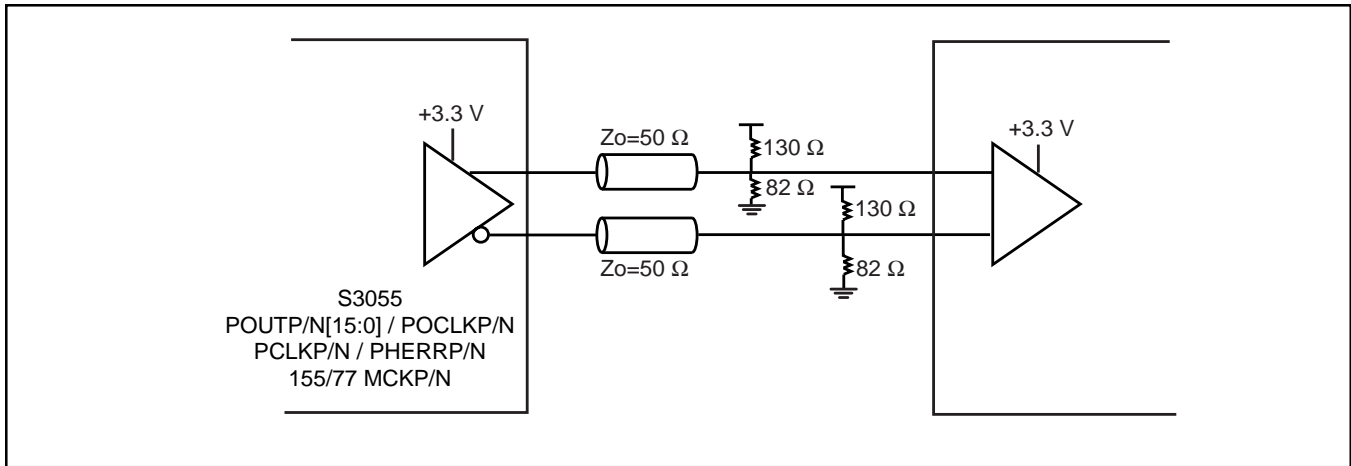 +3.3 V
Zo=50 Ω
130 Ω
82 Ω
130 Ω
82 Ω
Zo=50 Ω
+3.3 V
S3055
POUTP/N[15:0] / POCLKP/N
PCLKP/N / PHERRP/N
155/77 MCKP/N